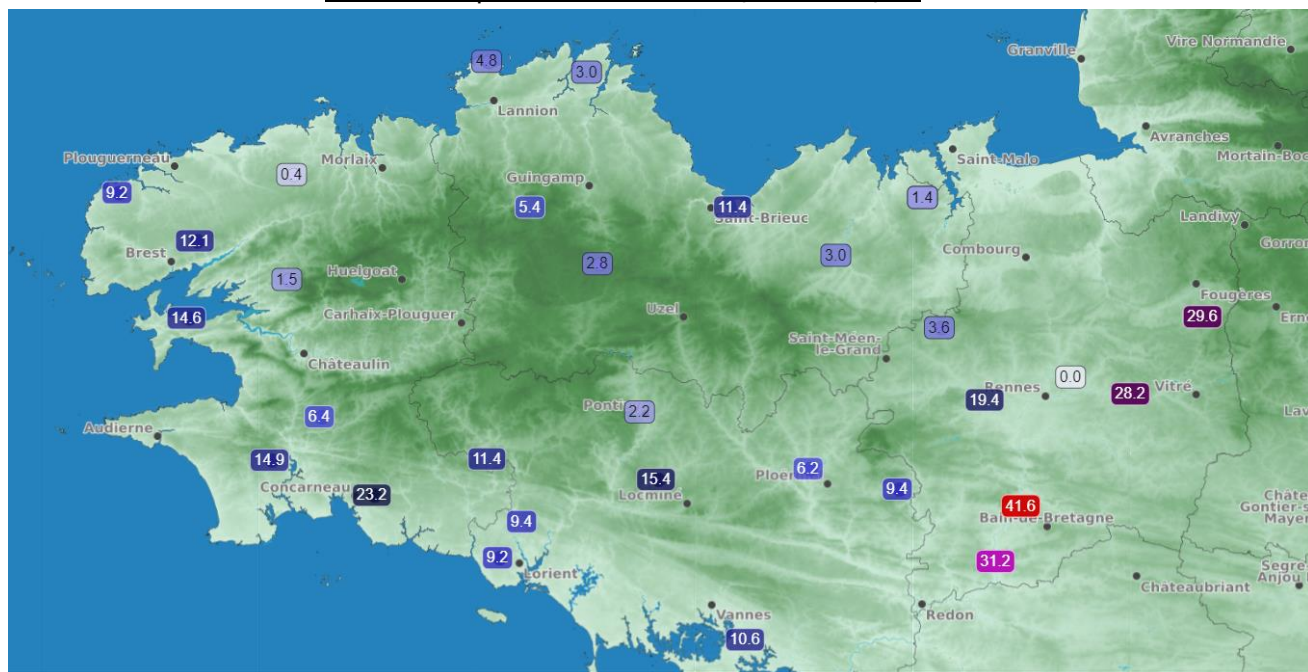 Granville
Vire Normandie
4.8
3.0
Lannion
Avranches
Plouguerneau
Morlaix
Saint-Malo
0.4
Guingamp
9.2
5.4
11.4
Saint-Brieuc
1.4
Landivy
12.1
Brest
2.8
3.0
Combourg
1.5
Huelgoat
Fougères
14.6
Carhaix-Plouguer
Uzel
29.6
3.6
Saint-Méen-
le-Grand
Châteaulin
0.0
Rennes
19.4
28.2
Vitré
6.4
2.2
Audierne
14.9
11.4
15.4
6.2
9.4
Concarneau
23.2
Locminé
41.6
Bain-de-Bretagne
9.4
9.2
Lorient
31.2
Châteaubriant
Vannes
Redon
10.6